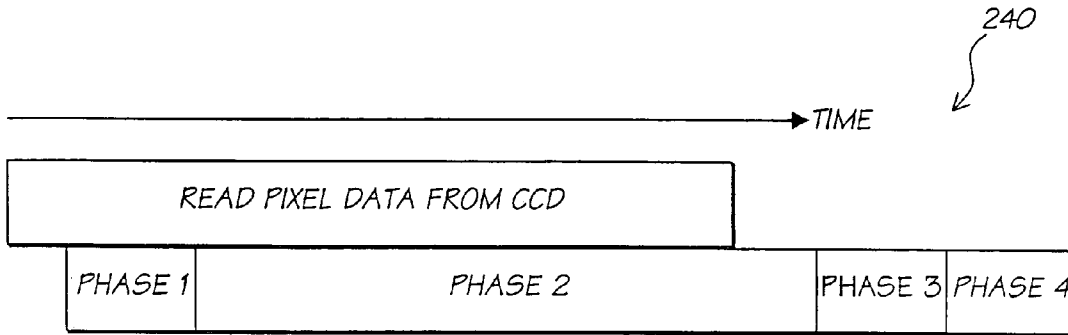 240
TIME
READ PIXEL DATA FROM CCD
PHASE 1 PHASE 2 PHASE 3 PHASE 4